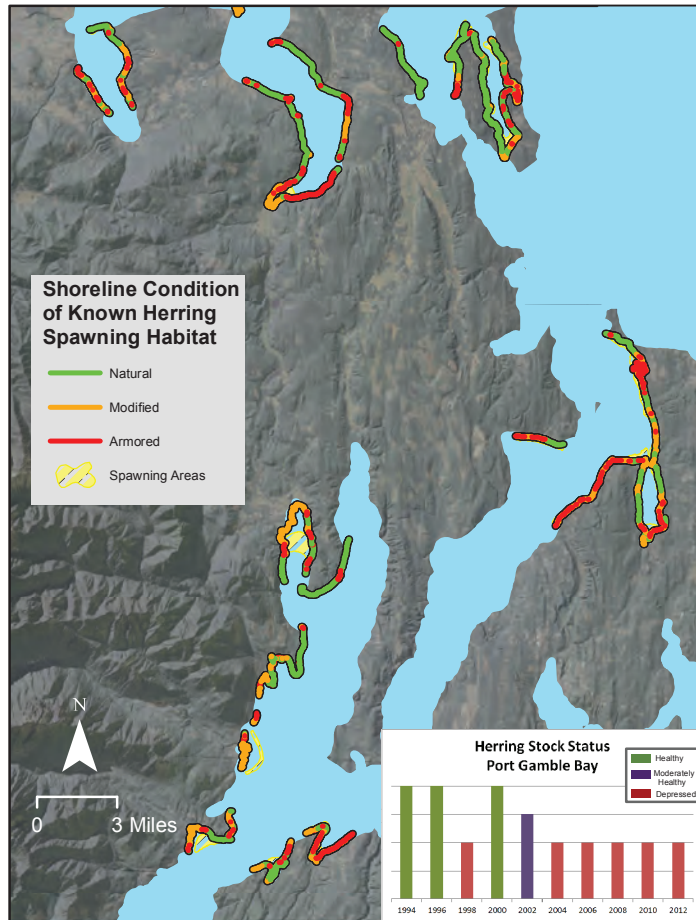 Shoreline Condition
of Known Herring
Spawning Habitat
Natural
Modified
Armored
Spawning Areas
N
0 3 Miles
Herring Stock Status
Port Gamble Bay
Healthy
Moderately
Healthy
Depressed
1994 1996 1998 2000 2002 2004 2006 2008 2010 2012